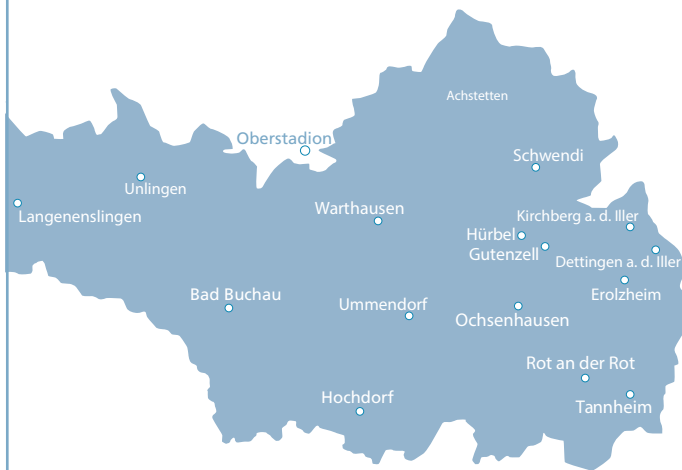 Achstetten
Oberstadion
Schwendi
Unlingen
Langenenslingen
Warthausen
Kirchberg a. d. Iller
Hürbel
Gutenzell
Dettingen a. d. Iller
Erolzheim
Bad Buchau
Ummendorf
Ochsenhausen
Rot an der Rot
Hochdorf
Tannheim